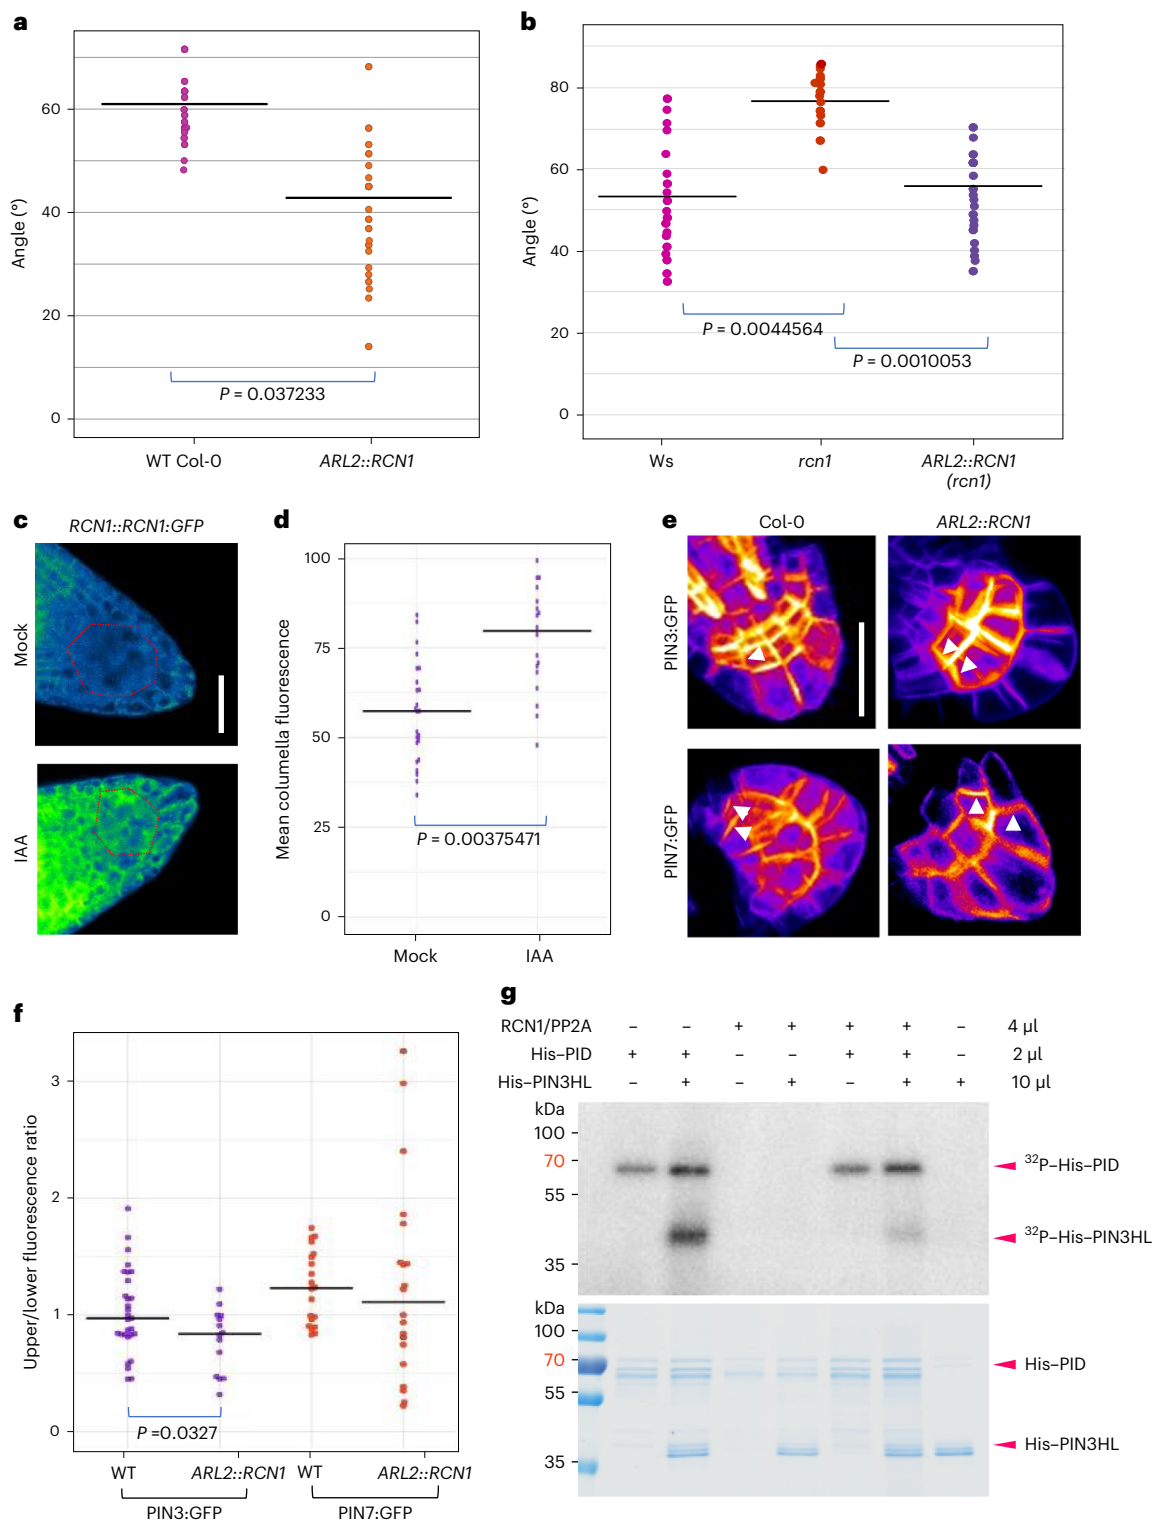 a
60
40
20
0
Angle (°)
P = 0.037233
WT Col-0
ARL2::RCN1
b
80
60
40
20
0
Angle (°)
P = 0.0044564
P = 0.0010053
Ws
rcn1
ARL2::RCN1
(rcn1)
c
RCN1::RCN1:GFP
Mock
IAA
d
100
75
50
25
0
Mean columella fluorescence
P = 0.00375471
Mock
IAA
e
Col-0
ARL2::RCN1
PIN3:GFP
PIN7:GFP
f
3
2
1
0
Upper/lower fluorescence ratio
P =0.0327
WT
ARL2::RCN1
WT
ARL2::RCN1
PIN3:GFP
PIN7:GFP
g
RCN1/PP2A – – + + + + – 4 µl
His–PID + + – – + + – 2 µl
His–PIN3HL – + – + – + + 10 µl
kDa
100
70
55
35
32P–His–PID
32P–His–PIN3HL
kDa
100
70
55
35
His–PID
His–PIN3HL